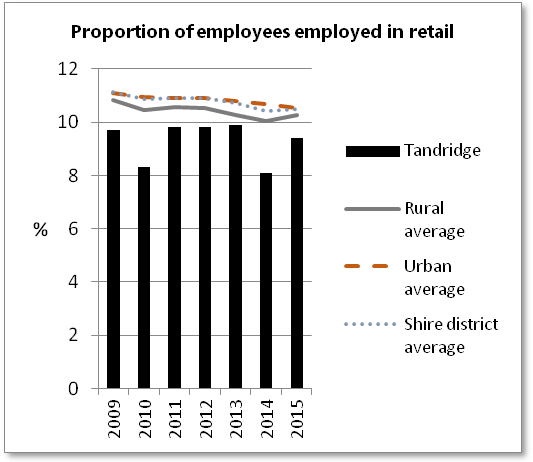 Proportion of employees employed in retail
12
10
8
6
4
2
0
%
2009
2010
2011
2012
2013
2014
2015
Tandridge
Rural
average
Urban
average
Shire district
average